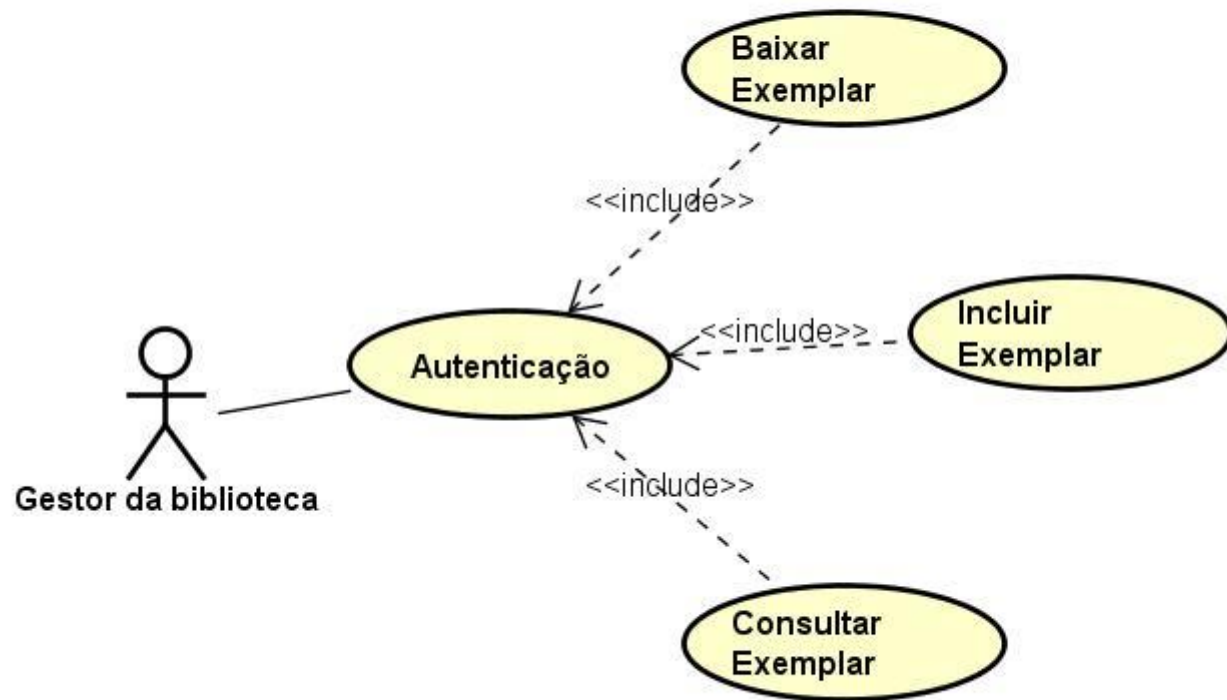 Baixar
Exemplar
<<include>>
Incluir
Exemplar
<<include>>
Autenticação
Gestor da biblioteca
<<include>>
Consultar
Exemplar